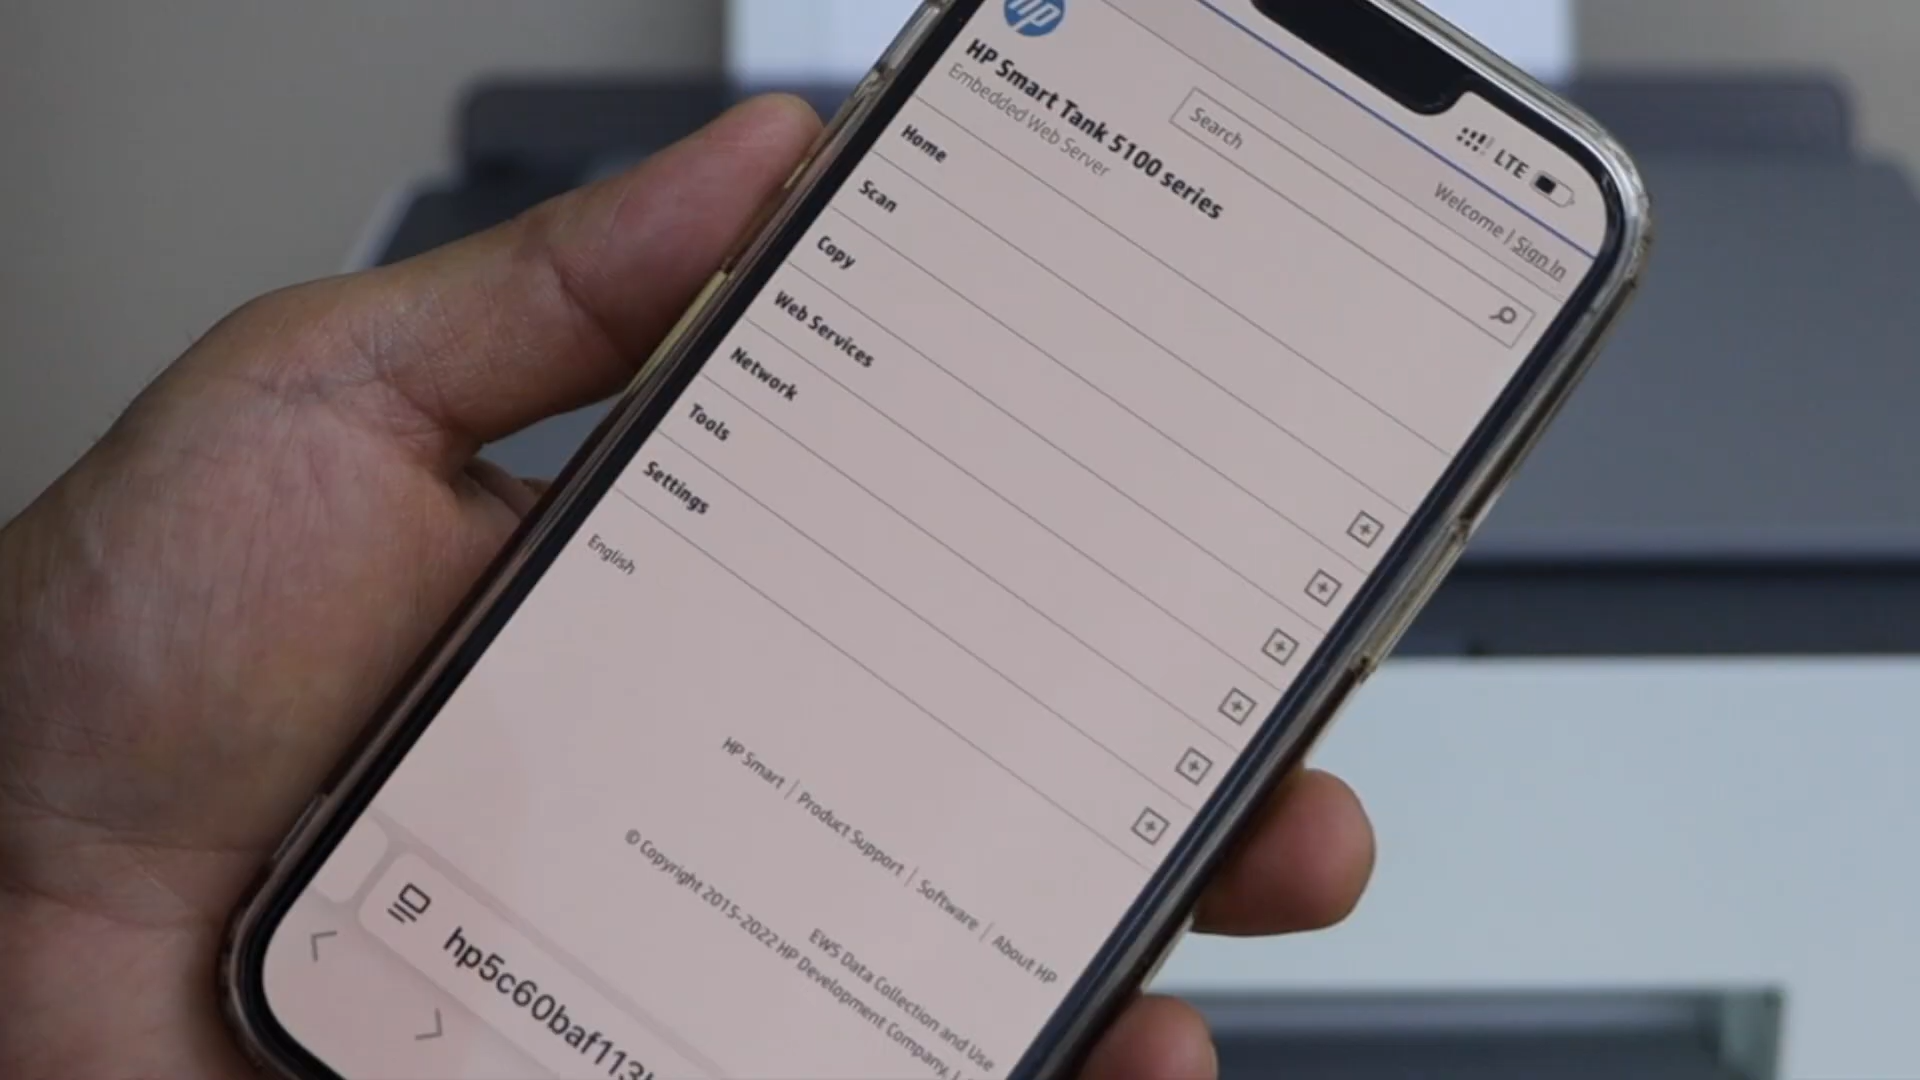 hp
LTE
Welcome | Sign In
HP Smart Tank 5100 series
Embedded Web Server
Search
Home
Scan
Copy
Web Services
Network
Tools
Settings
English
HP Smart | Product Support | Software | About HP
EWS Data Collection and Use
© Copyright 2015-2022 HP Development Company,
hp5c60baf113